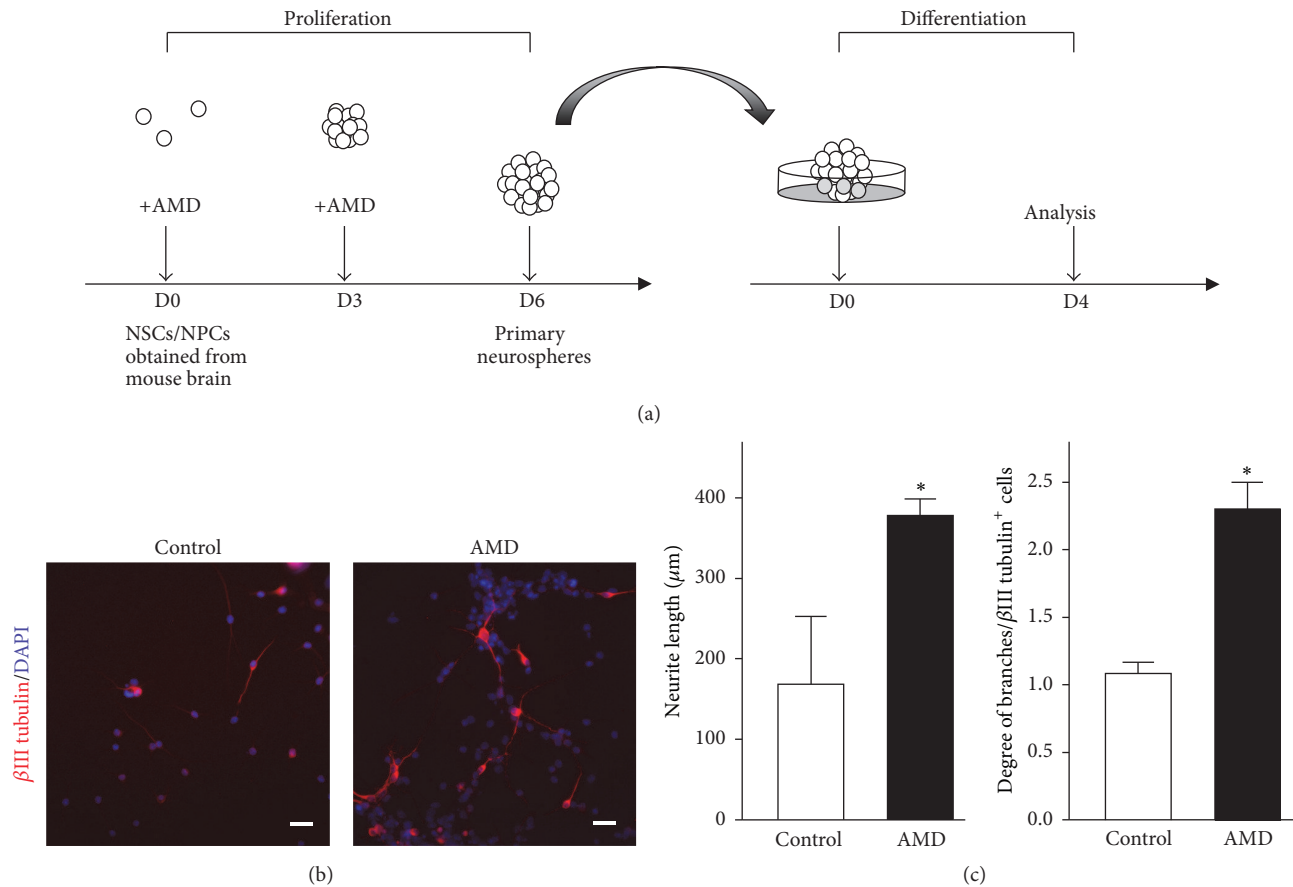 Proliferation
Differentiation
+AMD
+AMD
Analysis
D0
D3
D6
D0
D4
NSCs/NPCs
obtained from
mouse brain
Primary
neurospheres
(a)
Control
AMD
βIII tubulin/DAPI
(b)
Neurite length (μm)
400
300
200
100
0
*
Control
AMD
Degree of branches/βIII tubulin⁺ cells
2.5
2.0
1.5
1.0
0.5
0.0
*
Control
AMD
(c)